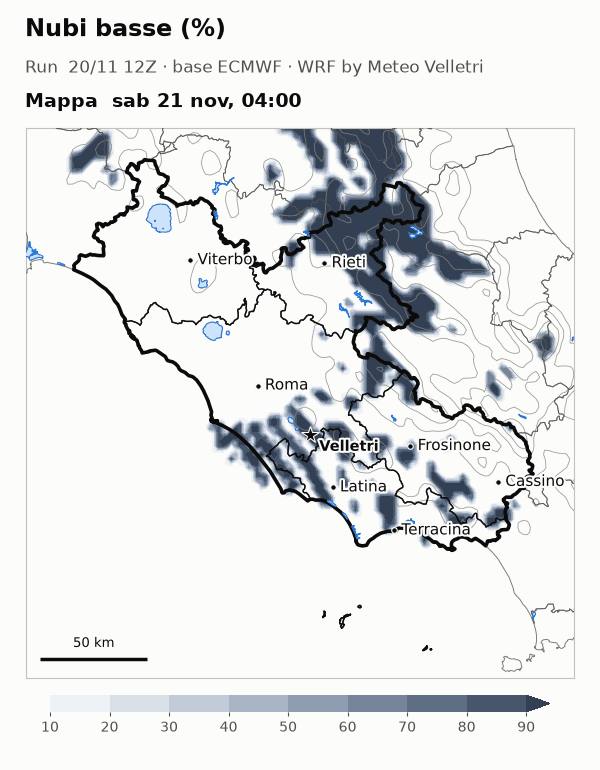 Nubi basse (%)
Run  20/11 12Z · base ECMWF · WRF by Meteo Velletri
Mappa  sab 21 nov, 04:00
Viterbo
Rieti
Roma
Velletri
Frosinone
Latina
Cassino
Terracina
50 km
10 20 30 40 50 60 70 80 90